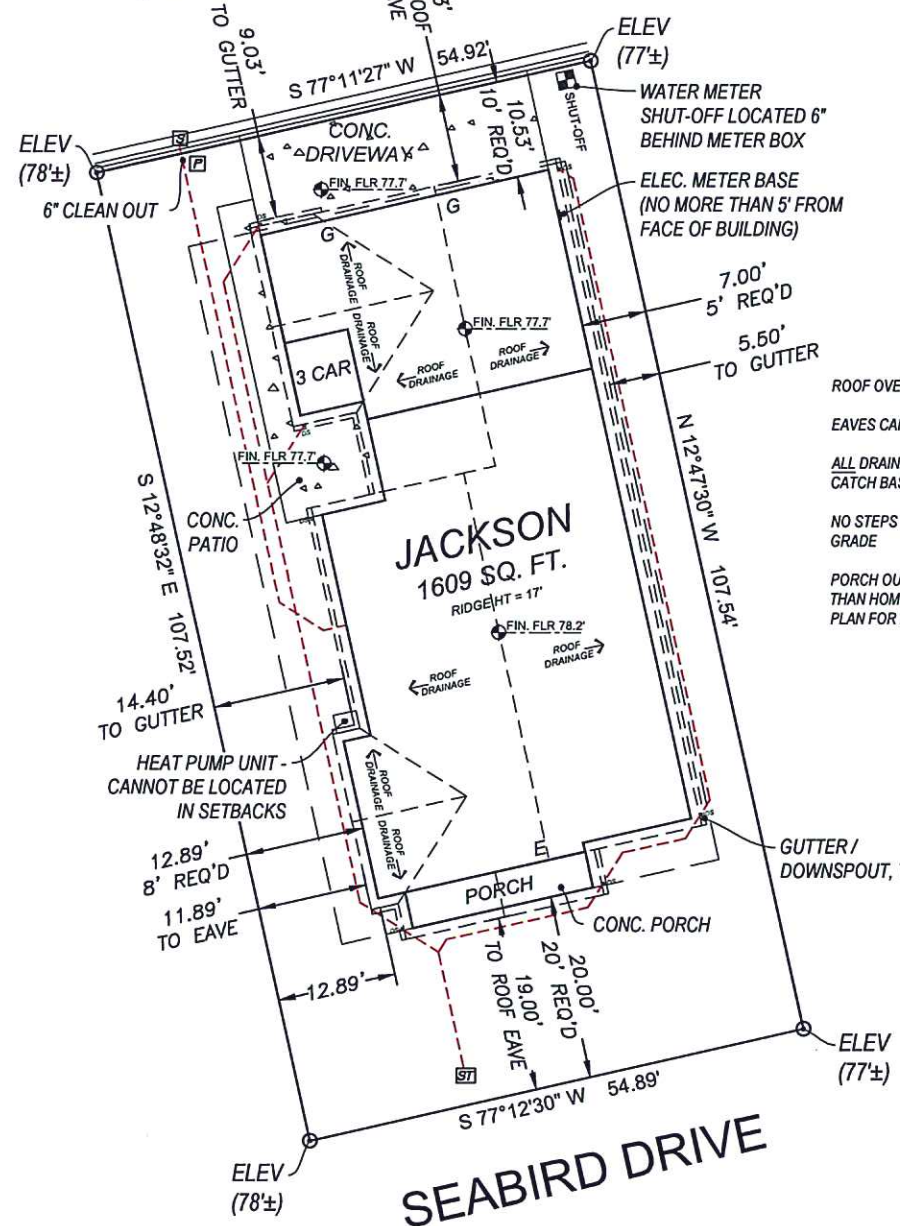 9.03'
TO GUTTER
ROOF
S 77°11'27" W 54.92'
ELEV
(77'±)
WATER METER
SHUT-OFF LOCATED 6"
BEHIND METER BOX
SHUT-OFF
10.53'
10' REQ'D
ELEV
(78'±)
S
P
6" CLEAN OUT
CONC.
DRIVEWAY
FIN. FLR 77.7'
ELEC. METER BASE
(NO MORE THAN 5' FROM
FACE OF BUILDING)
G
G
ROOF
DRAINAGE
ROOF
DRAINAGE
7.00'
5' REQ'D
5.50'
TO GUTTER
FIN. FLR 77.7'
3 CAR
ROOF
DRAINAGE
ROOF
DRAINAGE
ROOF OVE
EAVES CA
ALL DRAIN
CATCH BAS
NO STEPS
GRADE
PORCH OU
THAN HOM
PLAN FOR
N 12°47'30" W 107.54'
S 12°48'32" E 107.52'
FIN. FLR 77.7'
CONC.
PATIO
JACKSON
1609 SQ. FT.
RIDGE HT = 17'
FIN. FLR 78.2'
ROOF
DRAINAGE
ROOF
DRAINAGE
14.40'
TO GUTTER
HEAT PUMP UNIT -
CANNOT BE LOCATED
IN SETBACKS
ROOF
DRAINAGE
ROOF
DRAINAGE
12.89'
8' REQ'D
11.89'
TO EAVE
E
PORCH
GUTTER /
DOWNSPOUT,
CONC. PORCH
12.89'
20.00'
20' REQ'D
19.00'
TO ROOF EAVE
ST
ELEV
(77'±)
S 77°12'30" W 54.89'
ELEV
(78'±)
SEABIRD DRIVE